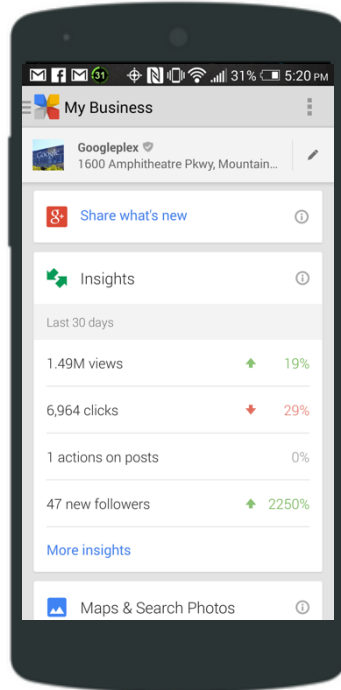 31 31% 5:20 PM
My Business
Googleplex
1600 Amphitheatre Pkwy, Mountain...
g+ Share what's new
Insights
Last 30 days
1.49M views 19%
6,964 clicks 29%
1 actions on posts 0%
47 new followers 2250%
More insights
Maps & Search Photos